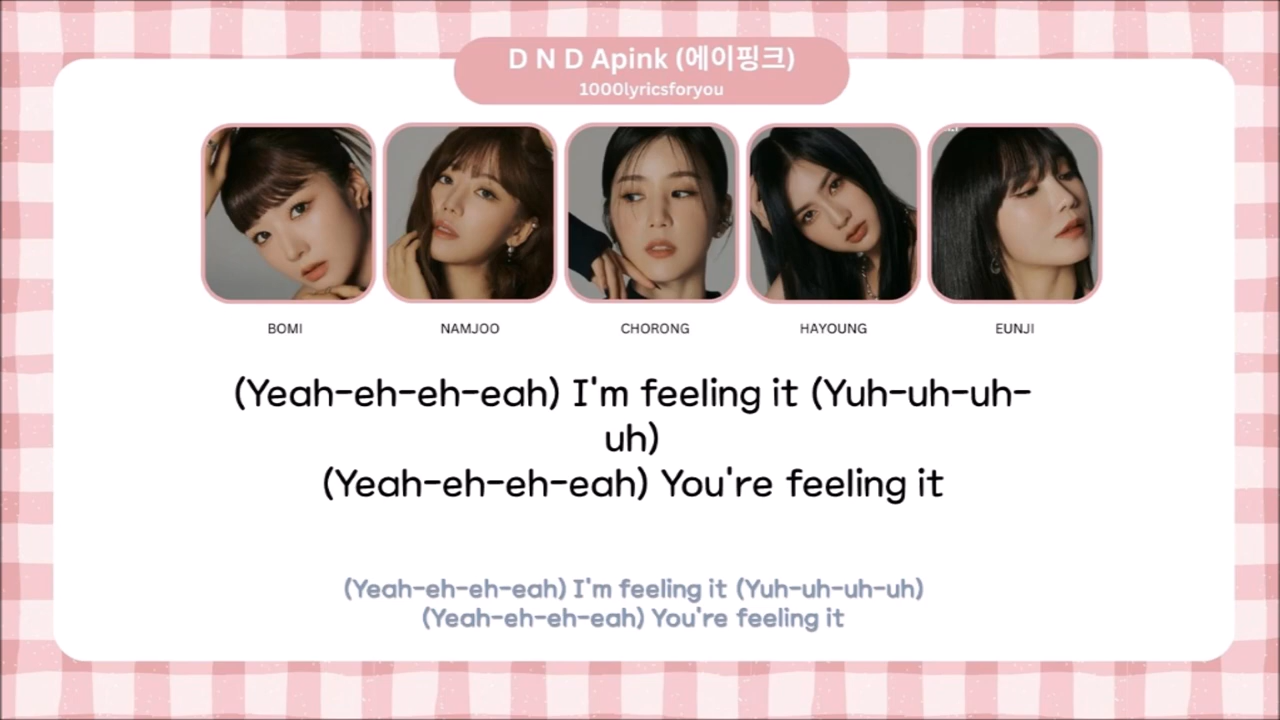 D N D Apink (에이핑크)
1000lyricsforyou
BOMI
NAMJOO
CHORONG
HAYOUNG
EUNJI
(Yeah-eh-eh-eah) I'm feeling it (Yuh-uh-uh-
uh)
(Yeah-eh-eh-eah) You're feeling it
(Yeah-eh-eh-eah) I'm feeling it (Yuh-uh-uh-uh)
(Yeah-eh-eh-eah) You're feeling it